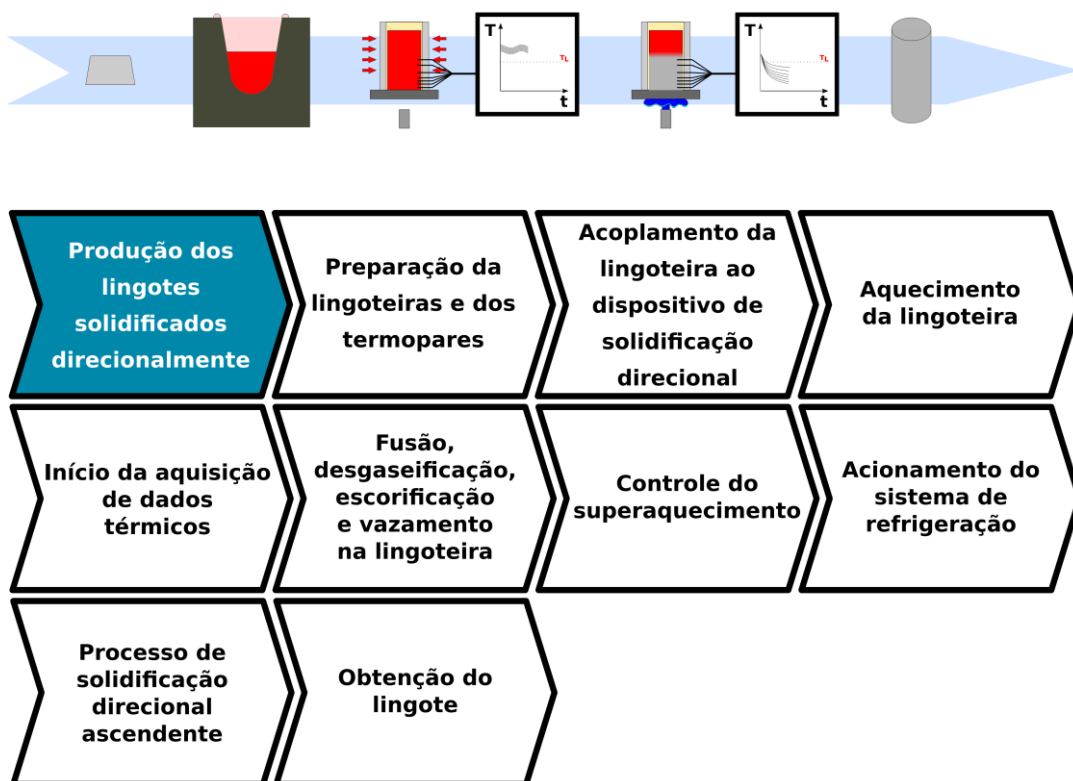 T
T_L
t
T
T_L
t
Produção dos
lingotes
solidificados
direcionalmente
Preparação da
lingoteiras e dos
termopares
Acoplamento da
lingoteira ao
dispositivo de
solidificação
direcional
Aquecimento
da lingoteira
Início da aquisição
de dados
térmicos
Fusão,
desgaseificação,
escorificação
e vazamento
na lingoteira
Controle do
superaquecimento
Acionamento do
sistema de
refrigeração
Processo de
solidificação
direcional
ascendente
Obtenção do
lingote